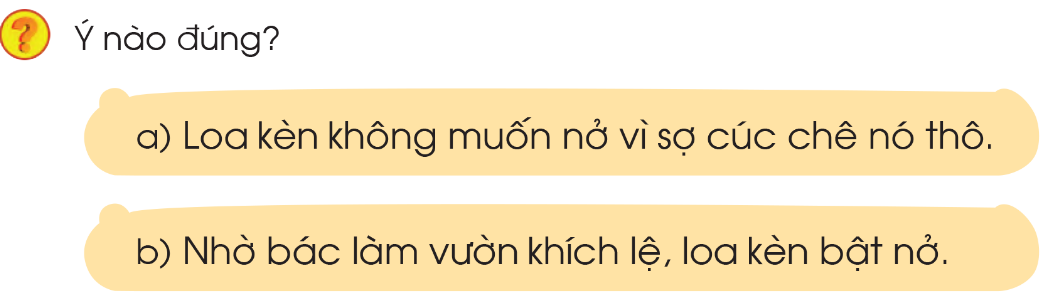 ?
Ý nào đúng?
a) Loa kèn không muốn nở vì sợ cúc chê nó thô.
b) Nhờ bác làm vườn khích lệ, loa kèn bật nở.